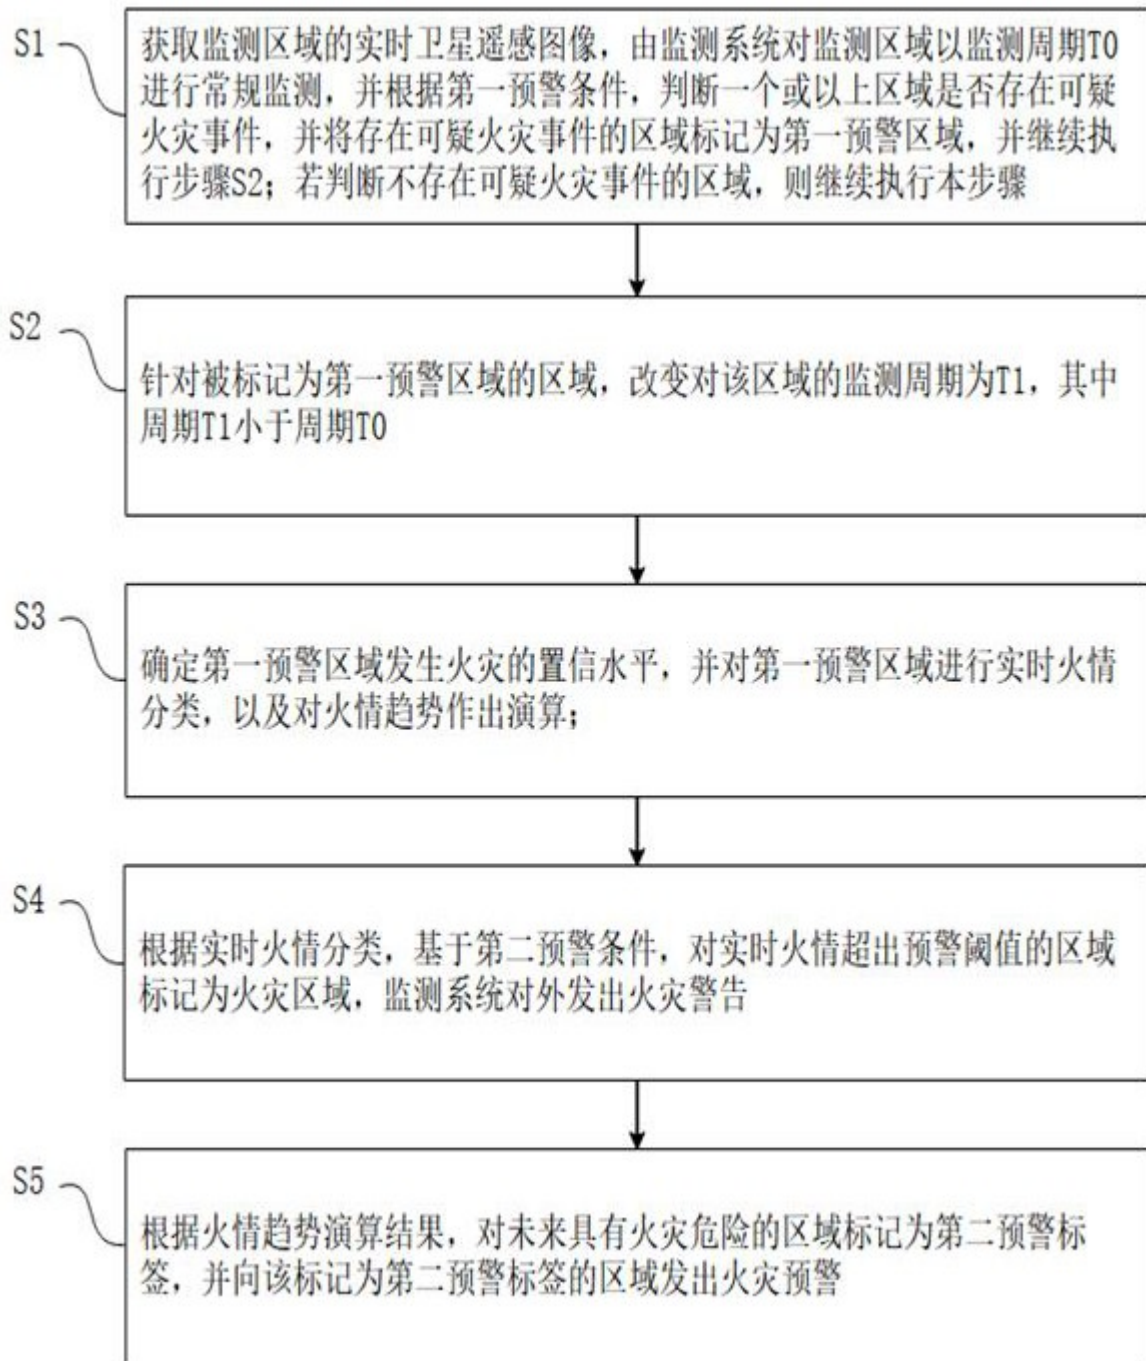 S1
获取监测区域的实时卫星遥感图像，由监测系统对监测区域以监测周期T0
进行常规监测，并根据第一预警条件，判断一个或以上区域是否存在可疑
火灾事件，并将存在可疑火灾事件的区域标记为第一预警区域，并继续执
行步骤S2；若判断不存在可疑火灾事件的区域，则继续执行本步骤
S2
针对被标记为第一预警区域的区域，改变对该区域的监测周期为T1，其中
周期T1小于周期T0
S3
确定第一预警区域发生火灾的置信水平，并对第一预警区域进行实时火情
分类，以及对火情趋势作出演算；
S4
根据实时火情分类，基于第二预警条件，对实时火情超出预警阈值的区域
标记为火灾区域，监测系统对外发出火灾警告
S5
根据火情趋势演算结果，对未来具有火灾危险的区域标记为第二预警标
签，并向该标记为第二预警标签的区域发出火灾预警